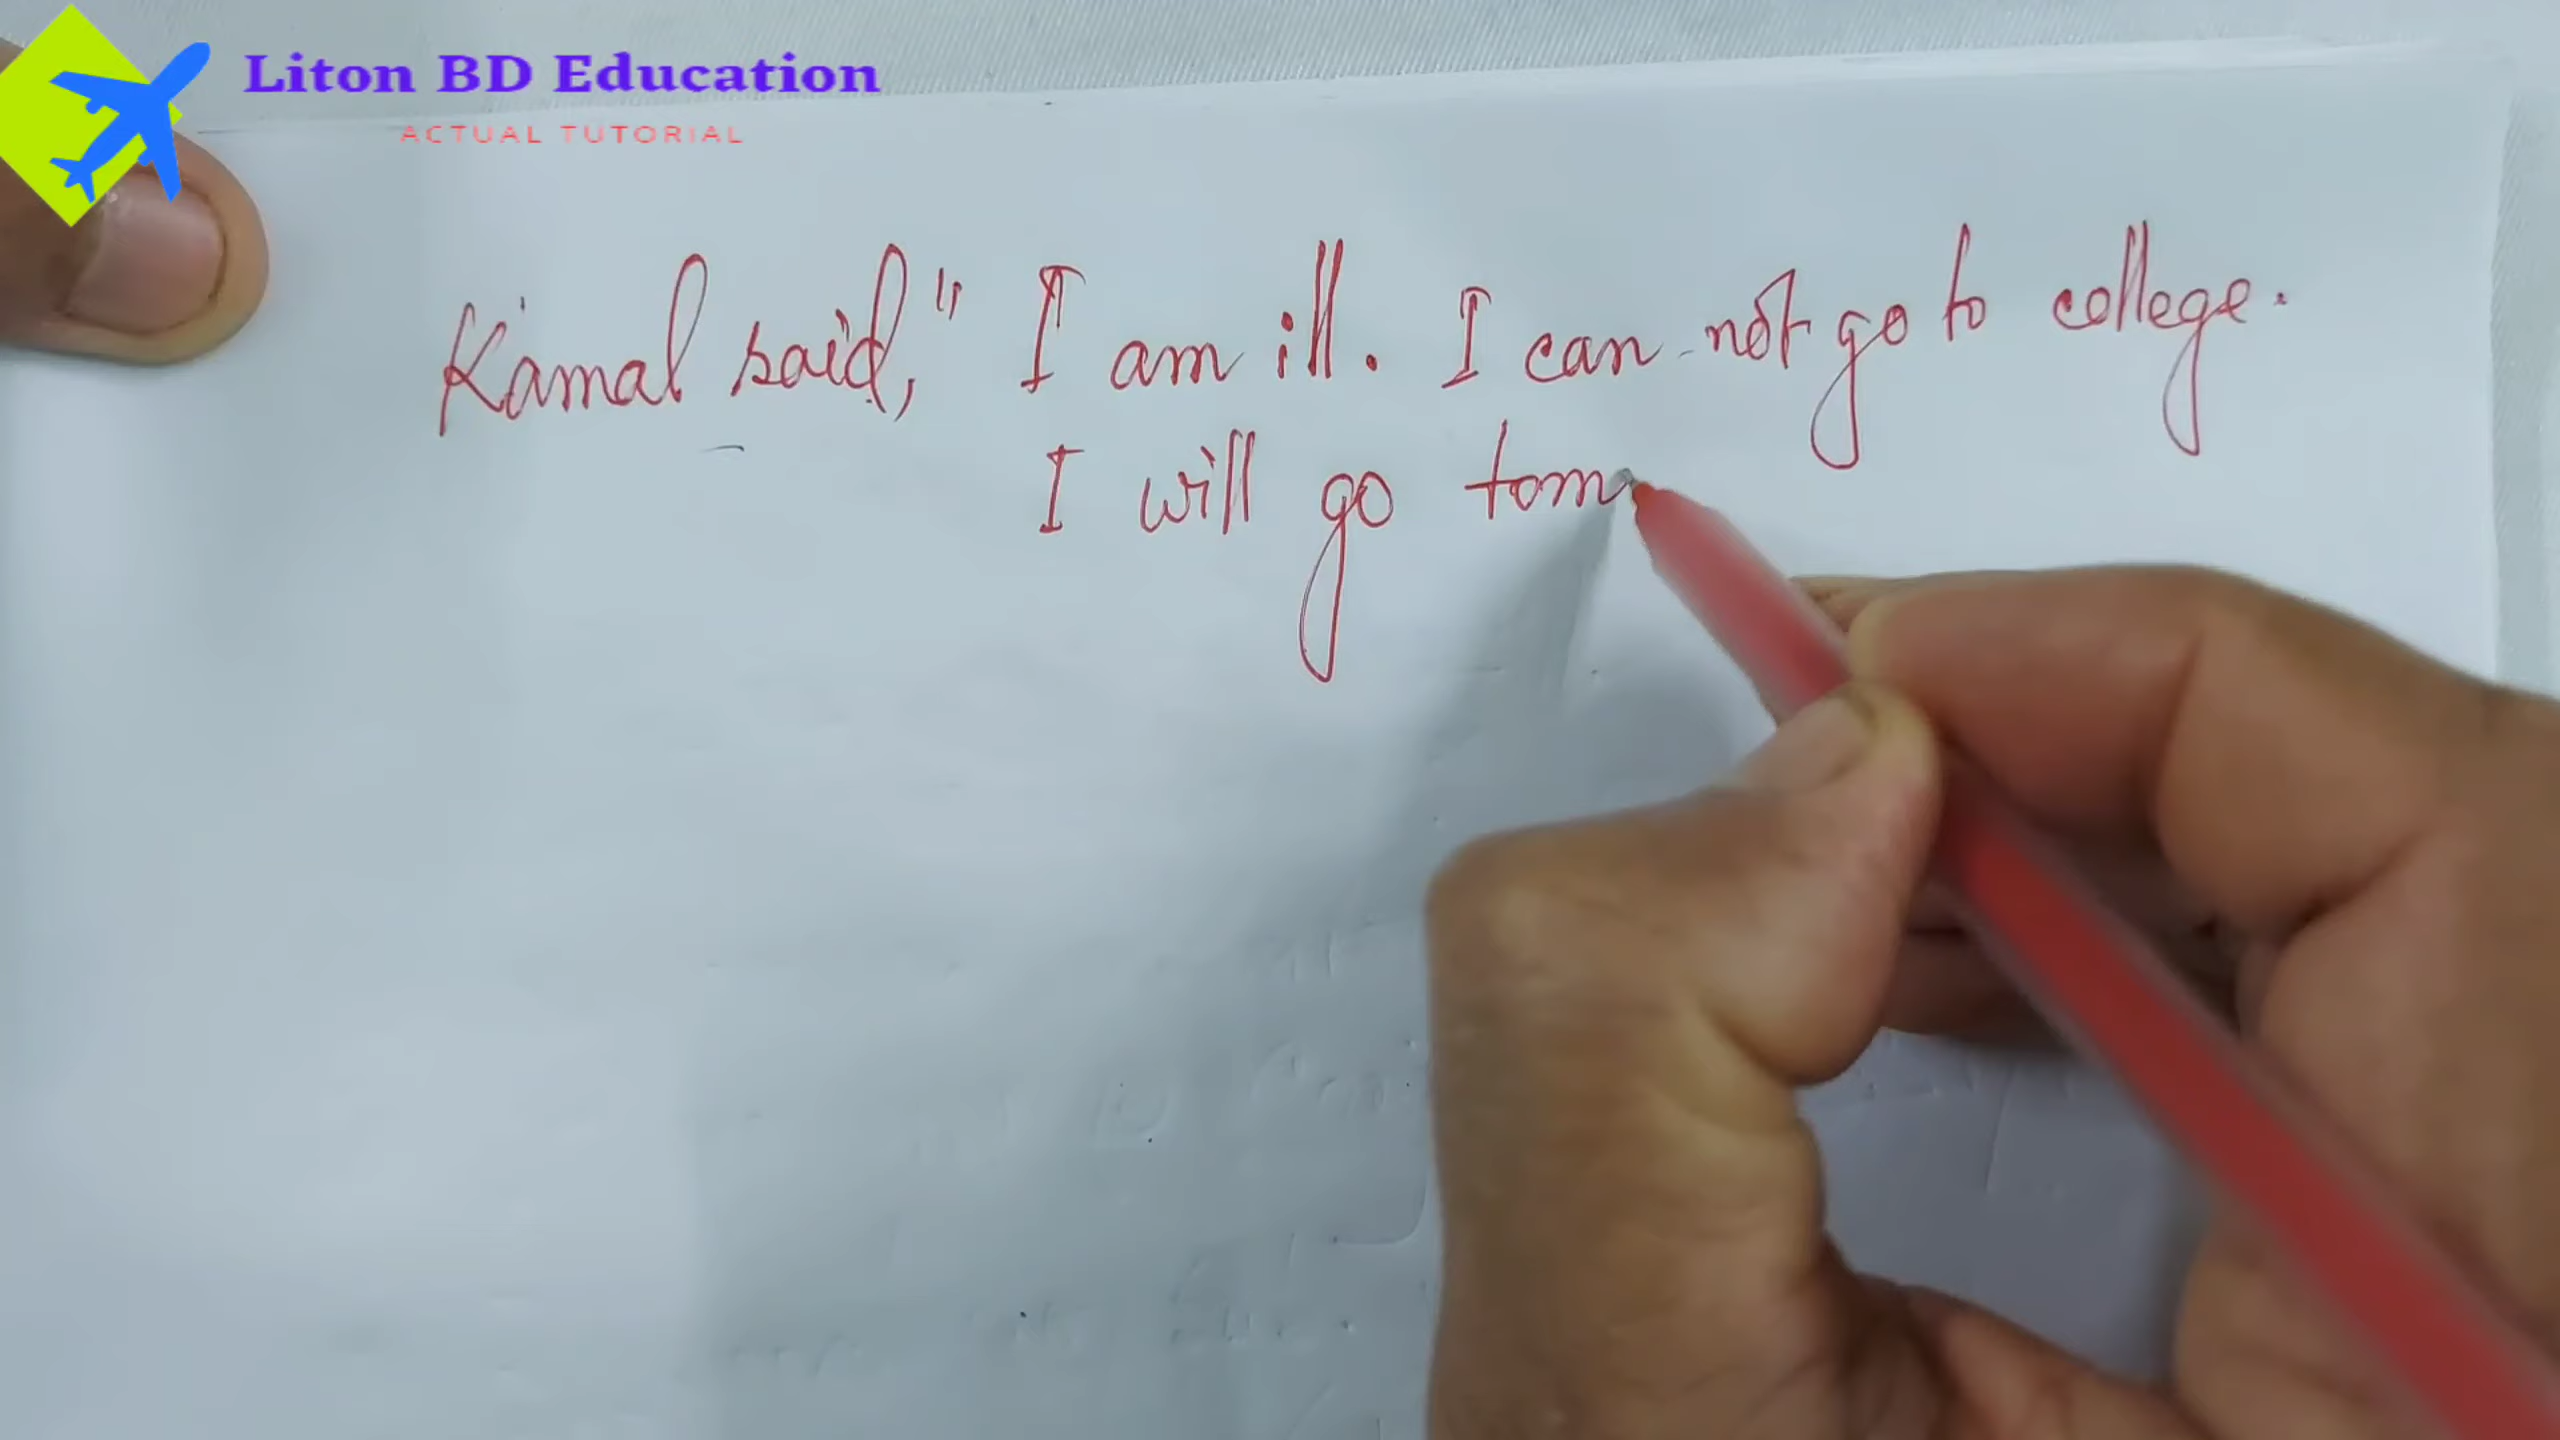 Liton BD Education
ACTUAL TUTORIAL
Kamal said, " I am ill. I can not go to college.
I will go tom